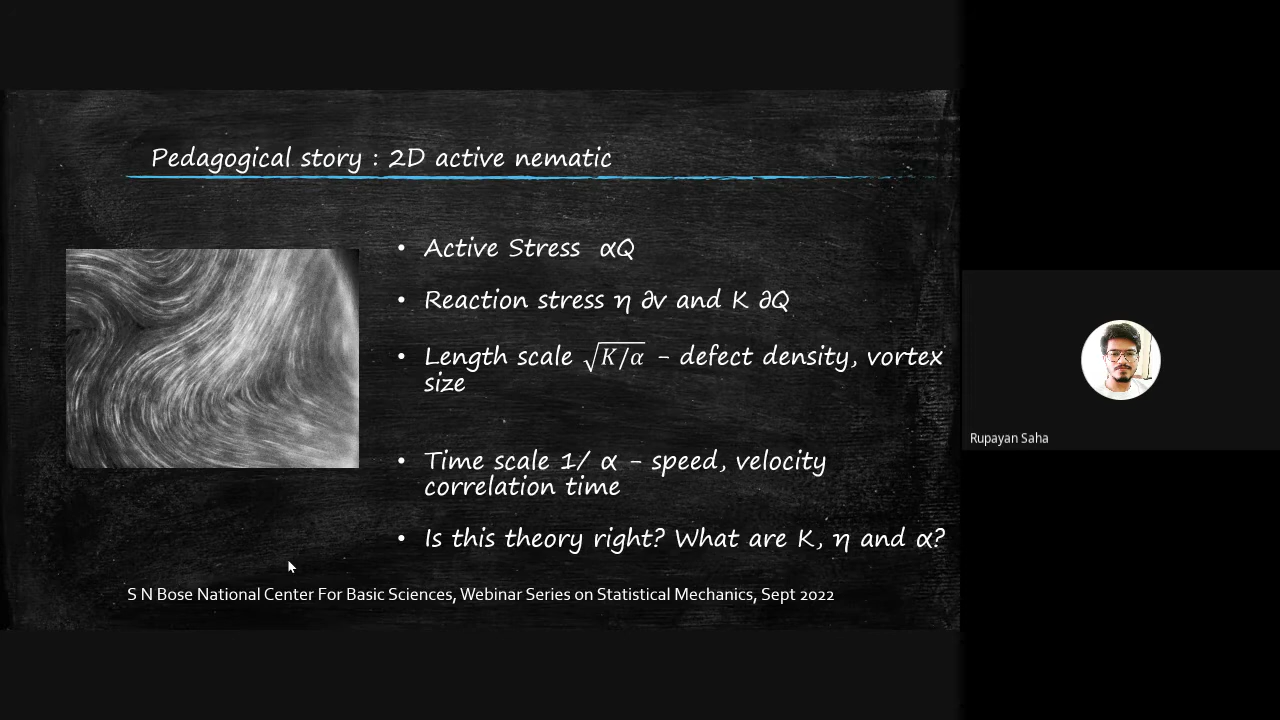 Pedagogical story : 2D active nematic
• Active Stress αQ
• Reaction stress η ∂v and K ∂Q
• Length scale √K/α – defect density, vortex
size
• Time scale 1/ α – speed, velocity
correlation time
• Is this theory right? What are K, η and α?
S N Bose National Center For Basic Sciences, Webinar Series on Statistical Mechanics, Sept 2022
Rupayan Saha